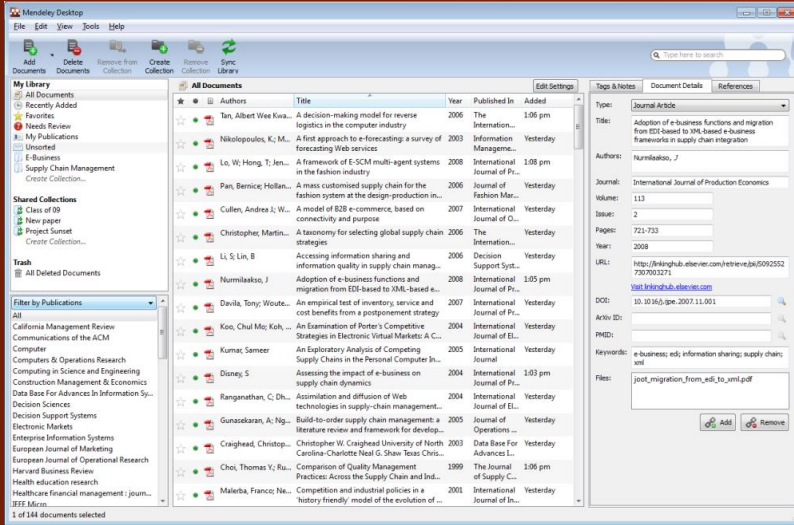 Mendeley Desktop
File Edit View Tools Help
Add Documents
Delete Documents
Remove from Collection
Create Collection
Remove Collection
Sync Library
Type here to search
My Library
All Documents
Recently Added
Favorites
Needs Review
My Publications
Unsorted
E-Business
Supply Chain Management
Create Collection...
Shared Collections
Class of 09
New paper
Project Sunset
Create Collection...
Trash
All Deleted Documents
Filter by Publications
All
California Management Review
Communications of the ACM
Computer
Computers & Operations Research
Computing in Science and Engineering
Construction Management & Economics
Data Base For Advances In Information Sy...
Decision Sciences
Decision Support Systems
Electronic Markets
Enterprise Information Systems
European Journal of Marketing
European Journal of Operational Research
Harvard Business Review
Health education research
Healthcare financial management : journ...
IEEE Micro
1 of 144 documents selected
All Documents Edit Settings
Authors Title Year Published In Added
Tan, Albert Wee Kwa... A decision-making model for reverse 2006 The 1:06 pm
logistics in the computer industry Internation...
Nikolopoulos, K.; M... A first approach to e-forecasting: a survey of 2003 Information Yesterday
forecasting Web services Manageme...
Lo, W; Hong, T; Jen... A framework of E-SCM multi-agent systems 2008 International 1:08 pm
in the fashion industry Journal of Pr...
Pan, Bernice; Hollan... A mass customised supply chain for the 2006 Journal of Yesterday
fashion system at the design-production in... Fashion Mar...
Cullen, Andrea J; W... A model of B2B e-commerce, based on 2007 International Yesterday
connectivity and purpose Journal of O...
Christopher, Martin... A taxonomy for selecting global supply chain 2006 The Yesterday
strategies Internation...
Li, S; Lin, B Accessing information sharing and 2006 Decision Yesterday
information quality in supply chain manag... Support Syst...
Nurmilaakso, J Adoption of e-business functions and 2008 International 1:05 pm
migration from EDI-based to XML-based e... Journal of Pr...
Davila, Tony; Woute... An empirical test of inventory, service and 2007 International Yesterday
cost benefits from a postponement strategy Journal of Pr...
Koo, Chul Mo; Koh, ... An Examination of Porter's Competitive 2004 International Yesterday
Strategies in Electronic Virtual Markets: A C... Journal of El...
Kumar, Sameer An Exploratory Analysis of Competing 2005 International Yesterday
Supply Chains in the Personal Computer In... Journal
Disney, S Assessing the impact of e-business on 2004 International 1:03 pm
supply chain dynamics Journal of Pr...
Ranganathan, C; Dh... Assimilation and diffusion of Web 2004 International Yesterday
technologies in supply-chain management... Journal of El...
Gunasekaran, A; Ng... Build-to-order supply chain management: a 2005 Journal of Yesterday
literature review and framework for develop... Operations ...
Craighead, Christop... Christopher W. Craighead University of North 2003 Data Base For Yesterday
Carolina-Charlotte Neal G. Shaw Texas Chris... Advances I...
Choi, Thomas Y.; Ru... Comparison of Quality Management 1999 The Journal 1:06 pm
Practices: Across the Supply Chain and Ind... of Supply C...
Malerba, Franco; Ne... Competition and industrial policies in a 2001 International Yesterday
'history friendly' model of the evolution of ... Journal of In...
Tags & Notes Document Details References
Type: Journal Article
Title: Adoption of e-business functions and migration
from EDI-based to XML-based e-business
frameworks in supply chain integration
Authors: Nurmilaakso, J
Journal: International Journal of Production Economics
Volume: 113
Issue: 2
Pages: 721-733
Year: 2008
URL: http://linkinghub.elsevier.com/retrieve/pii/S092552
7307003271
Visit linkinghub.elsevier.com
DOI: 10.1016/j.ijpe.2007.11.001
ArXiv ID:
PMID:
Keywords: e-business; edi; information sharing; supply chain;
xml
Files: joot_migration_from_edi_to_xml.pdf
Add Remove